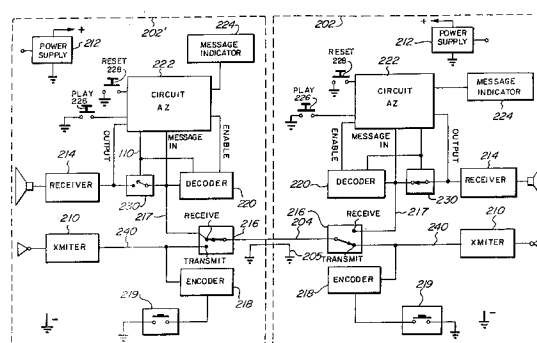 202'
POWER
SUPPLY
+
212
224
MESSAGE
INDICATOR
RESET
228
222
PLAY
226
CIRCUIT
AZ
MESSAGE
IN
OUTPUT
110
ENABLE
214
RECEIVER
DECODER
230
220
217
RECEIVE
216
210
XMITER
240
TRANSMIT
ENCODER
218
219
-
204
205
202
+
212
POWER
SUPPLY
222
RESET
228
PLAY
226
CIRCUIT
AZ
MESSAGE
INDICATOR
224
MESSAGE
IN
ENABLE
OUTPUT
214
220
DECODER
RECEIVER
230
216
RECEIVE
217
210
240
XMITER
TRANSMIT
ENCODER
218
219
-